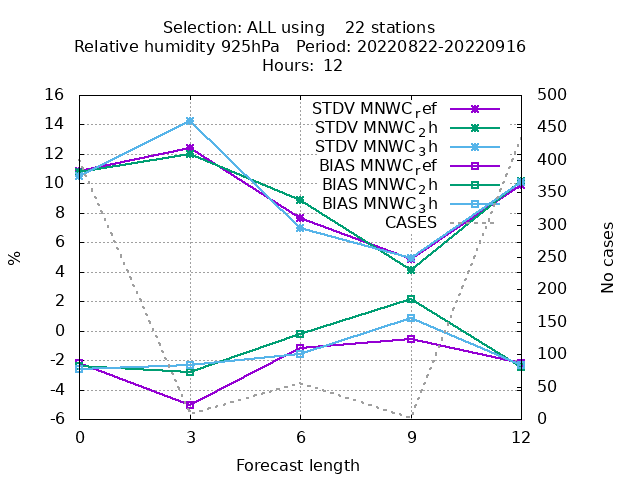 Selection: ALL using    22 stations
Relative humidity 925hPa   Period: 20220822-20220916
Hours: 12
STDV MNWC_ref
STDV MNWC_2h
STDV MNWC_3h
BIAS MNWC_ref
BIAS MNWC_2h
BIAS MNWC_3h
CASES
16
14
12
10
8
6
4
2
0
-2
-4
-6
%
500
450
400
350
300
250
200
150
100
50
0
No cases
0 3 6 9 12
Forecast length